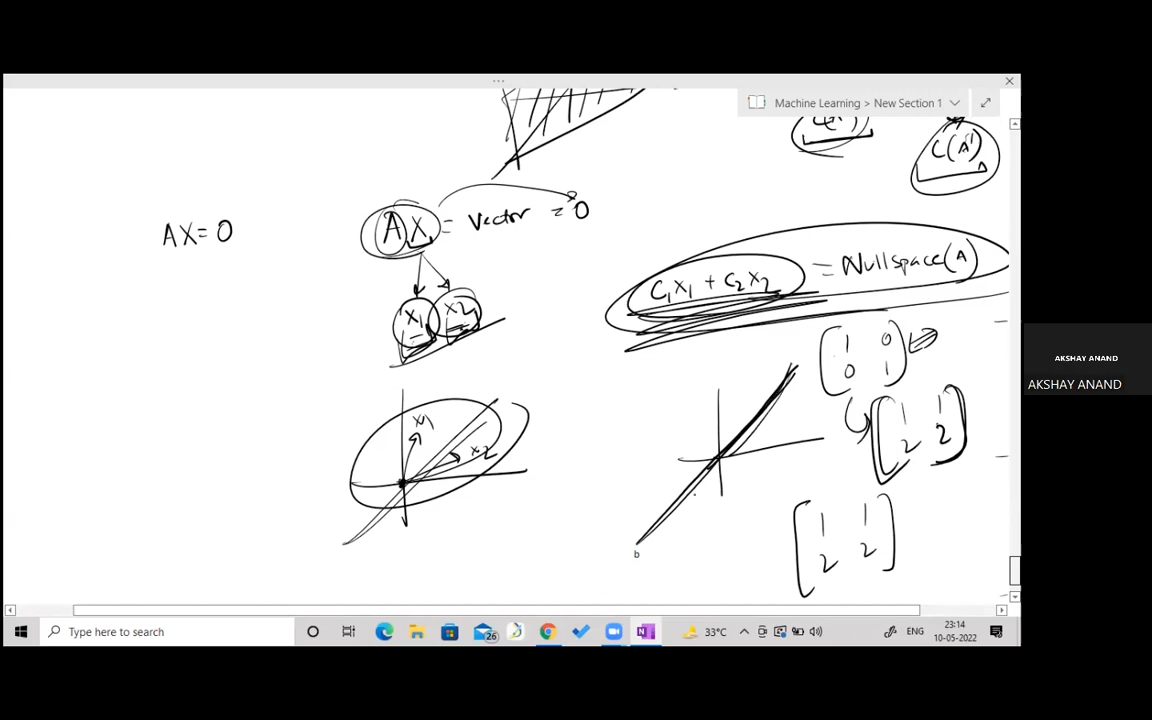 Machine Learning > New Section 1
C(A¹)
AX = 0
AX = Vector = 0
x1 x2
C1X1 + C2X2 = Nullspace(A)
1 0
0 1
x1
x2
1 1
2 2
1 1
2 2
b
AKSHAY ANAND
AKSHAY ANAND
Type here to search
26
33°C
ENG
23:14
10-05-2022